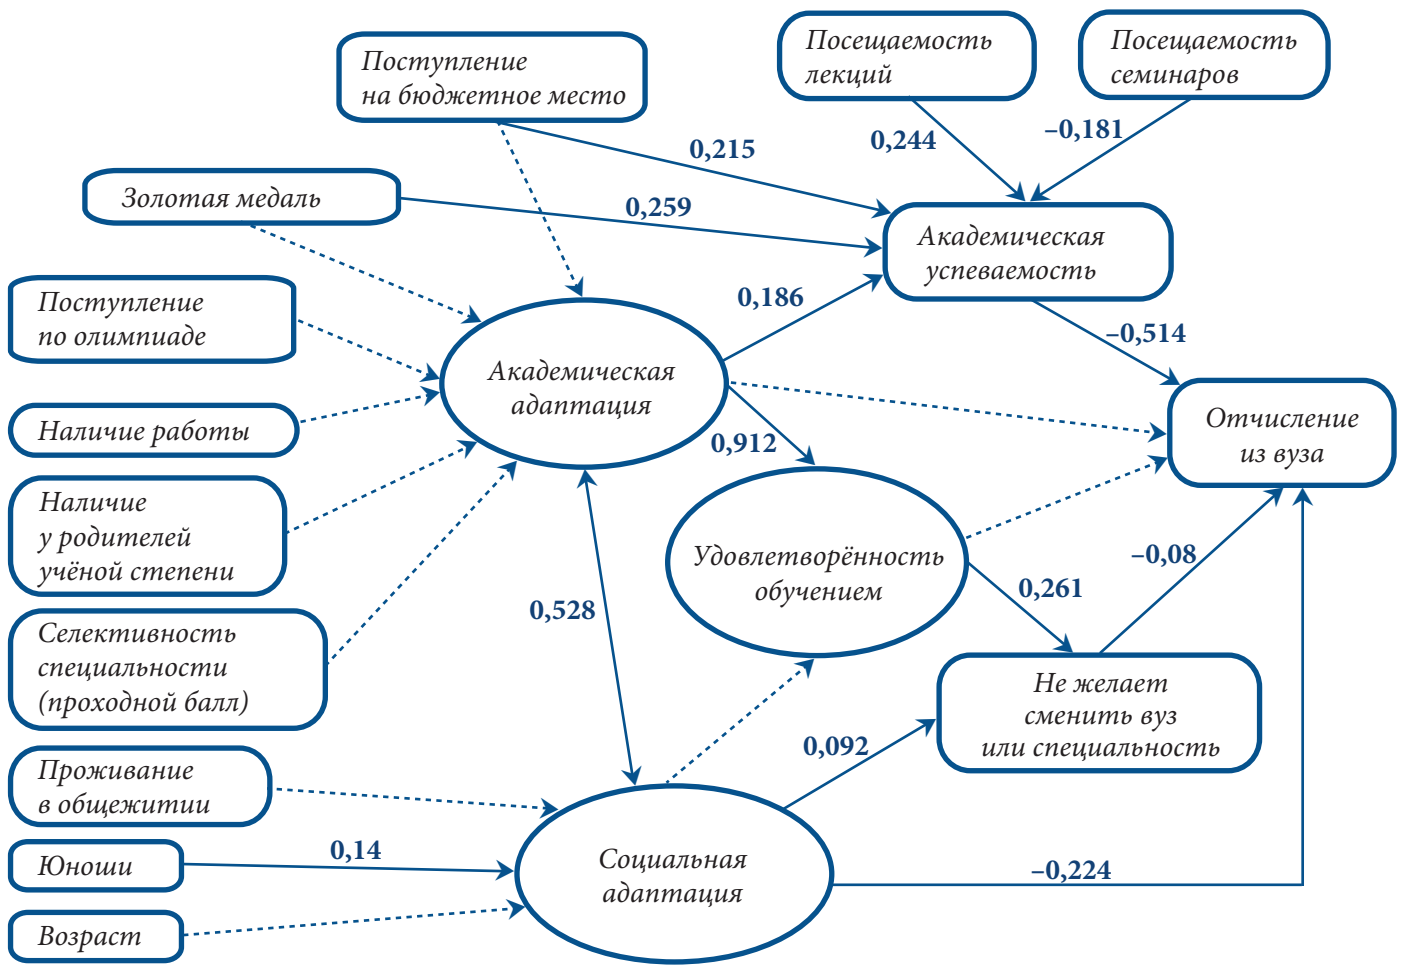 Поступление
на бюджетное место
Посещаемость
лекций
Посещаемость
семинаров
0,215
0,244
–0,181
Золотая медаль
0,259
Академическая
успеваемость
Поступление
по олимпиаде
0,186
–0,514
Академическая
адаптация
Наличие работы
0,912
Отчисление
из вуза
Наличие
у родителей
учёной степени
Удовлетворённость
обучением
–0,08
0,261
0,528
Селективность
специальности
(проходной балл)
Не желает
сменить вуз
или специальность
0,092
Проживание
в общежитии
Юноши
0,14
Социальная
адаптация
–0,224
Возраст